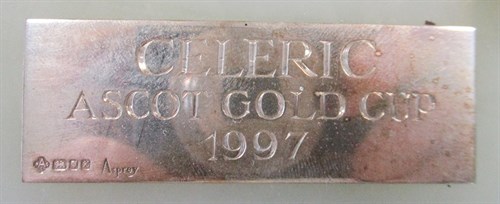 CELERIC
ASCOT GOLD CUP
1997
Asprey